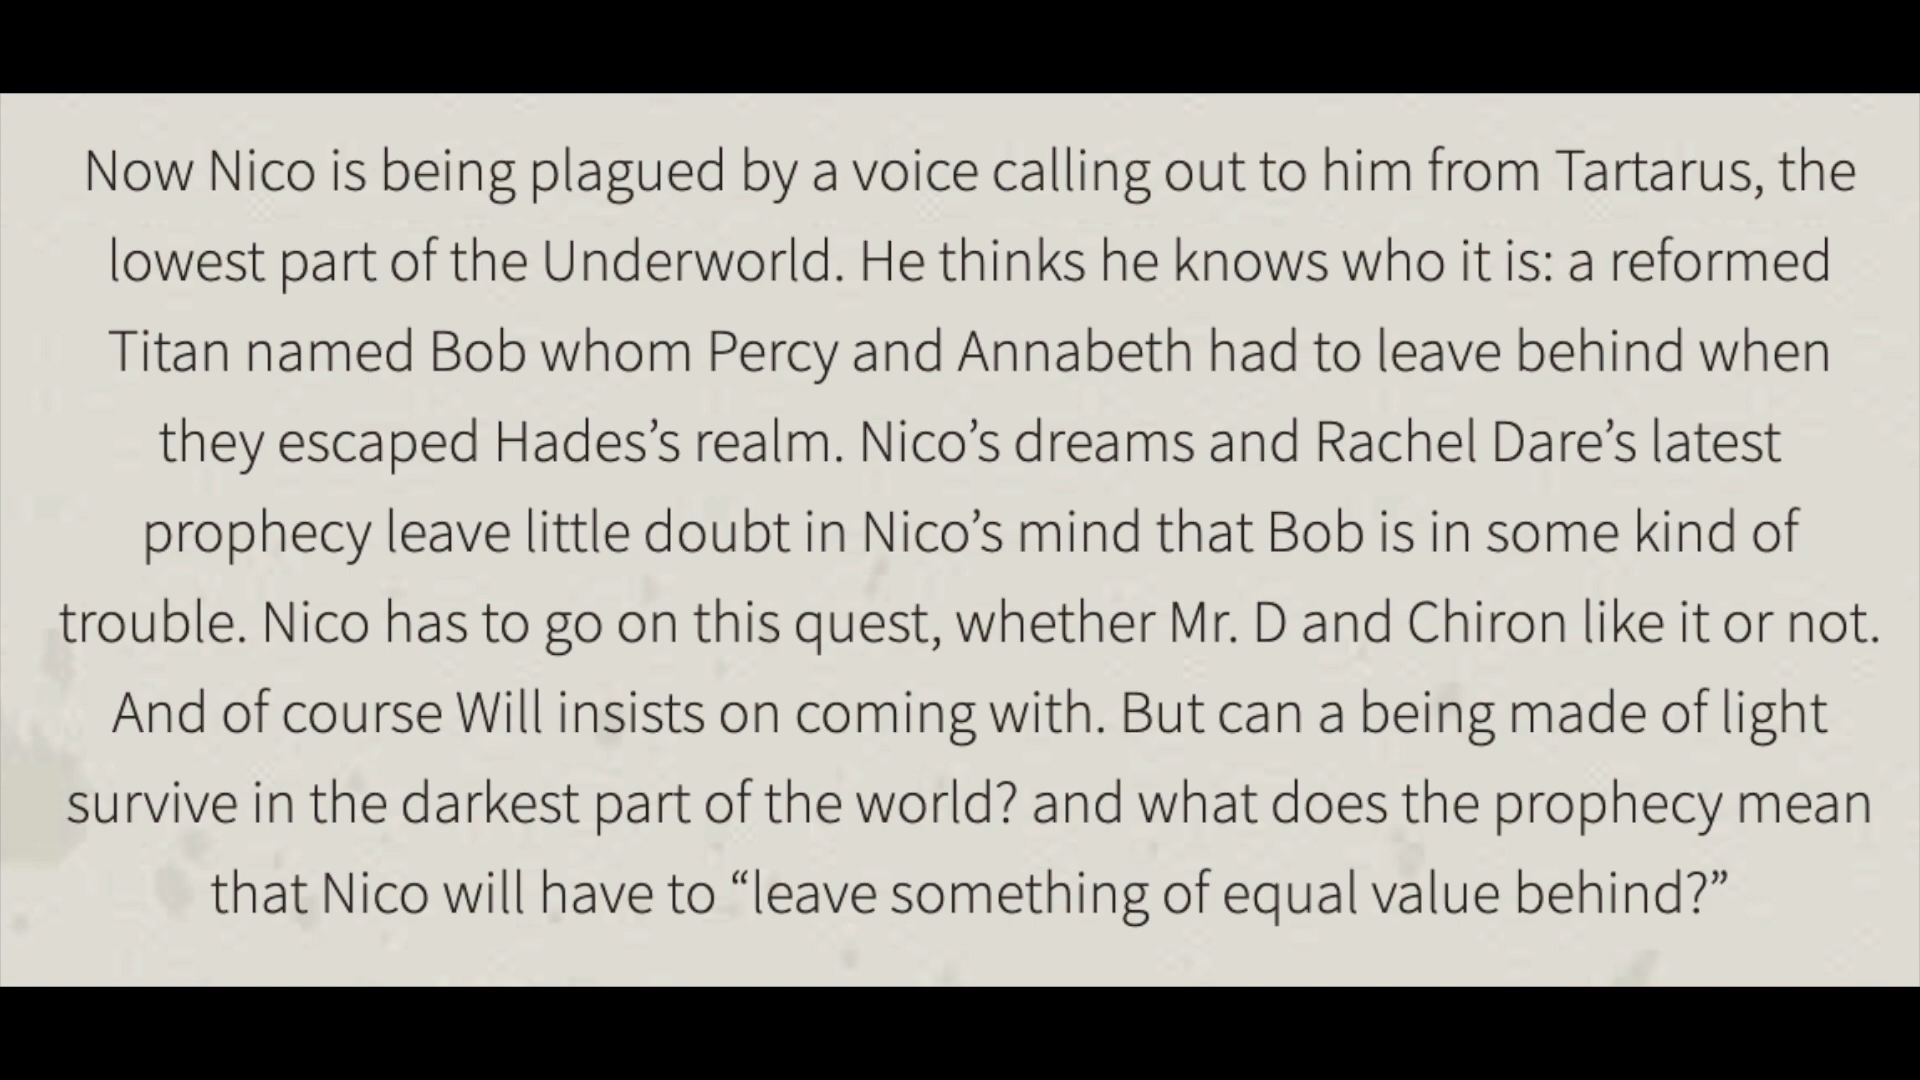 Now Nico is being plagued by a voice calling out to him from Tartarus, the
lowest part of the Underworld. He thinks he knows who it is: a reformed
Titan named Bob whom Percy and Annabeth had to leave behind when
they escaped Hades’s realm. Nico’s dreams and Rachel Dare’s latest
prophecy leave little doubt in Nico’s mind that Bob is in some kind of
trouble. Nico has to go on this quest, whether Mr. D and Chiron like it or not.
And of course Will insists on coming with. But can a being made of light
survive in the darkest part of the world? and what does the prophecy mean
that Nico will have to “leave something of equal value behind?”